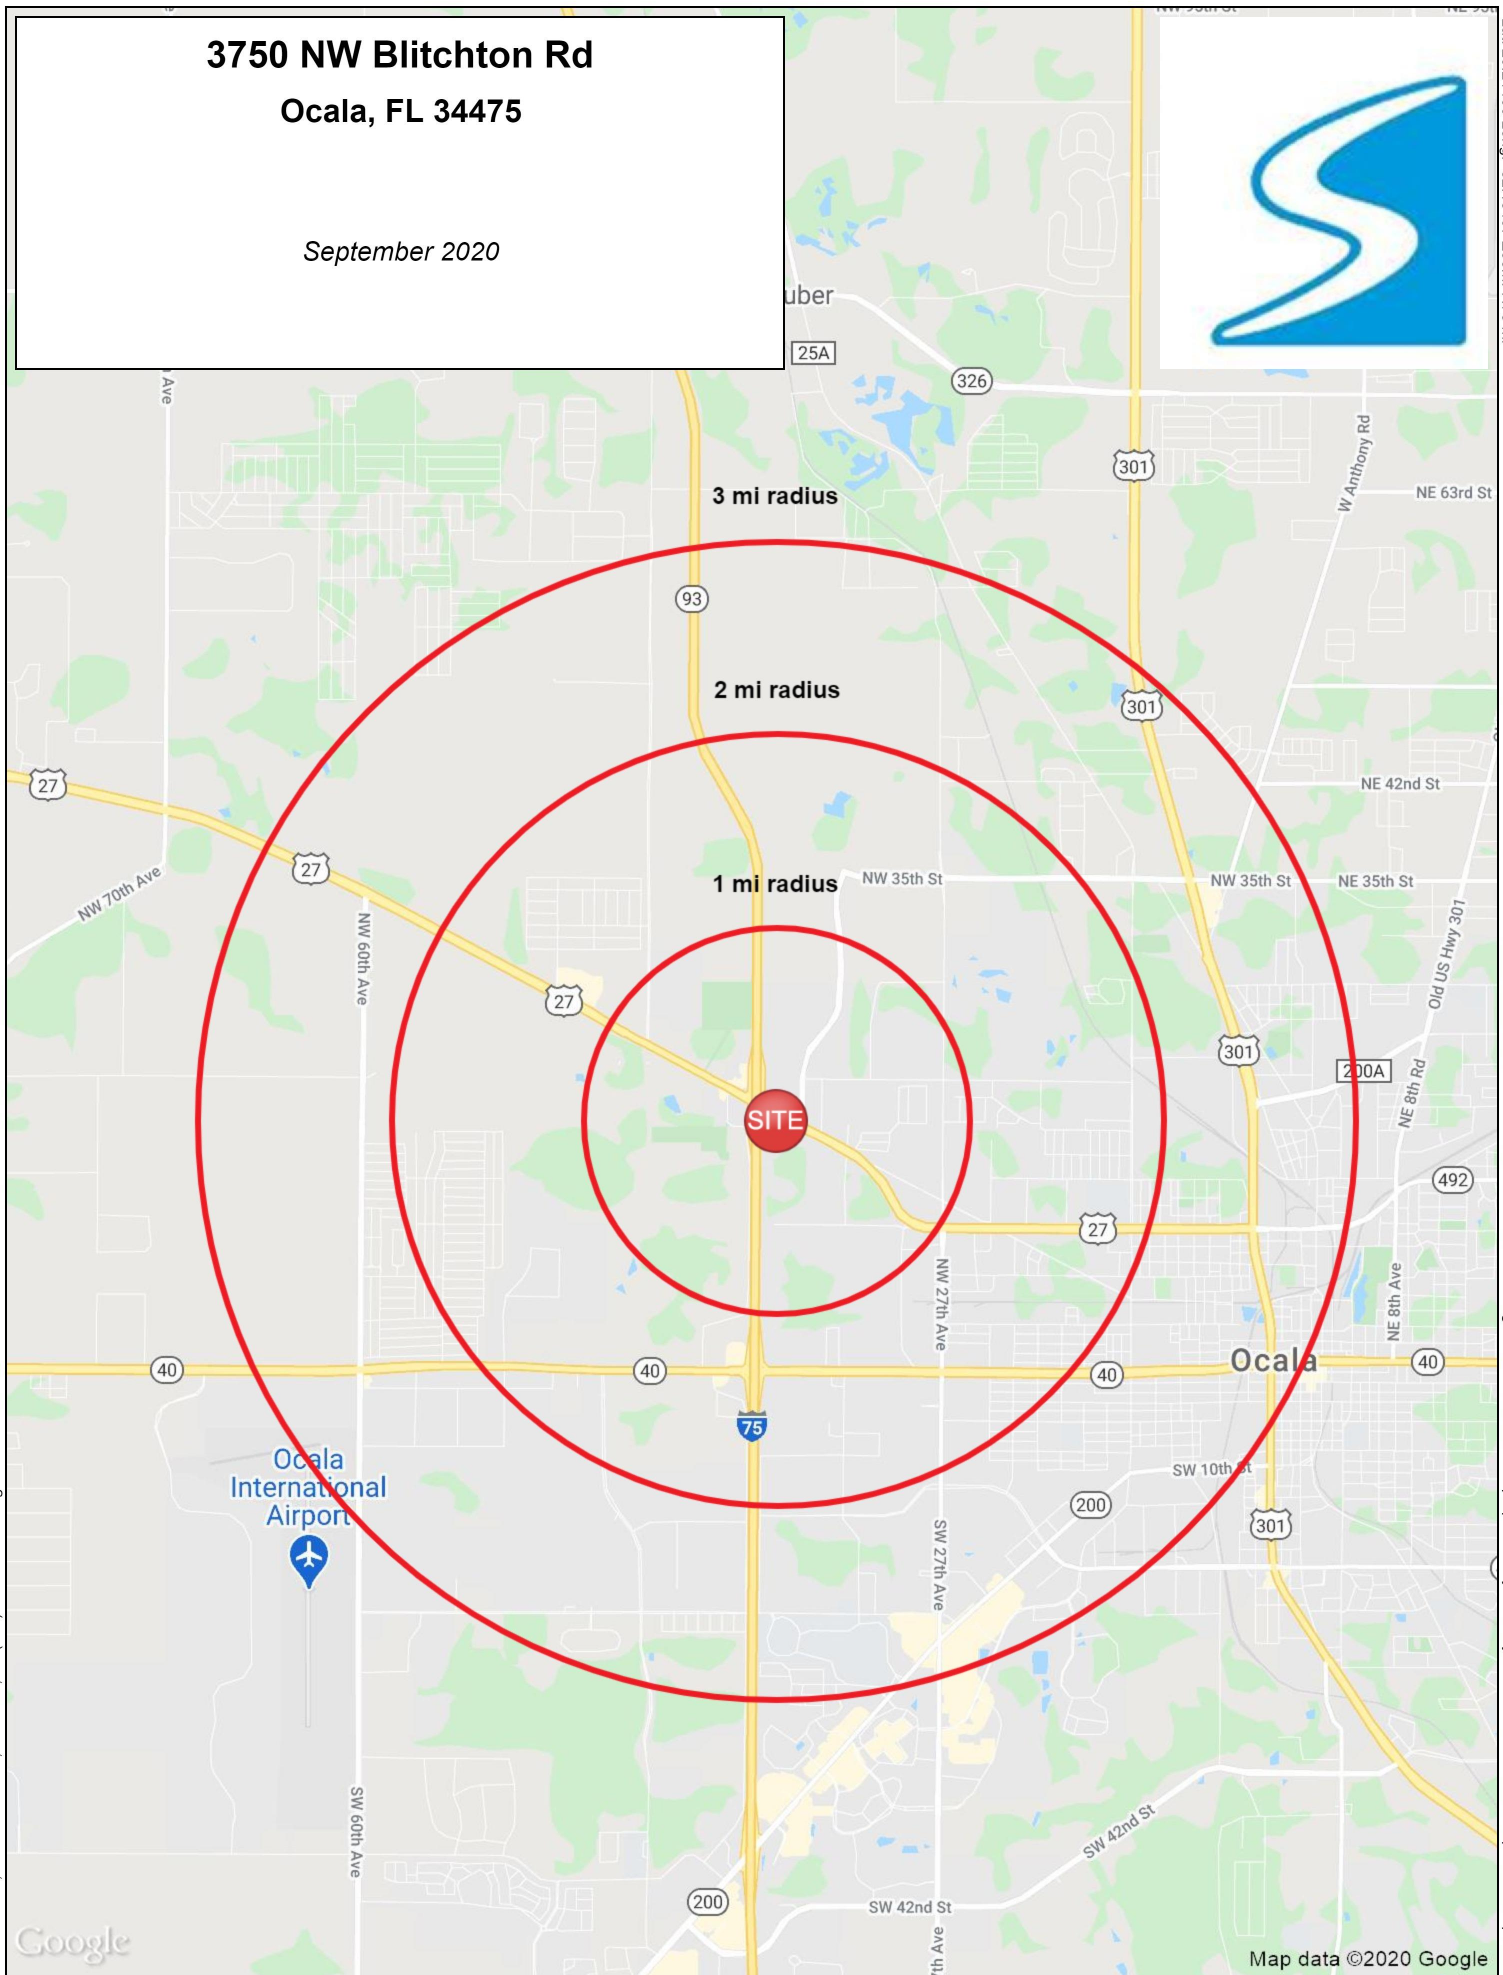 3750 NW Blitchton Rd
Ocala, FL 34475
September 2020
uber
25A
326
Ave
301
W Anthony Rd
NE 63rd St
3 mi radius
93
2 mi radius
301
27
NE 42nd St
27
1 mi radius
NW 35th St
NW 35th St
NE 35th St
NW 70th Ave
NW 60th Ave
Old US Hwy 301
27
301
200A
NE 8th Rd
SITE
492
27
NW 27th Ave
NE 8th Ave
Ocala
40
40
40
40
75
Ocala
International
Airport
SW 10th St
200
301
SW 27th Ave
SW 60th Ave
SW 42nd St
200
SW 42nd St
7th Ave
Google
Map data ©2020 Google